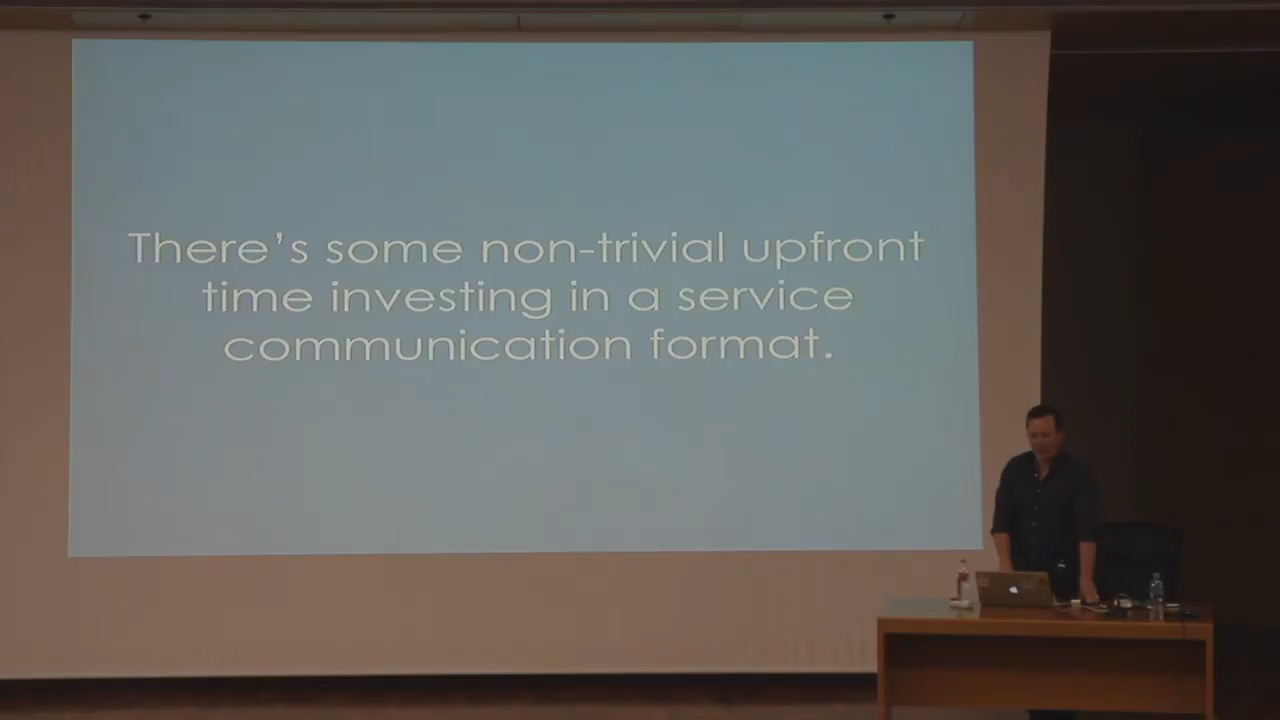 There’s some non-trivial upfront
time investing in a service
communication format.